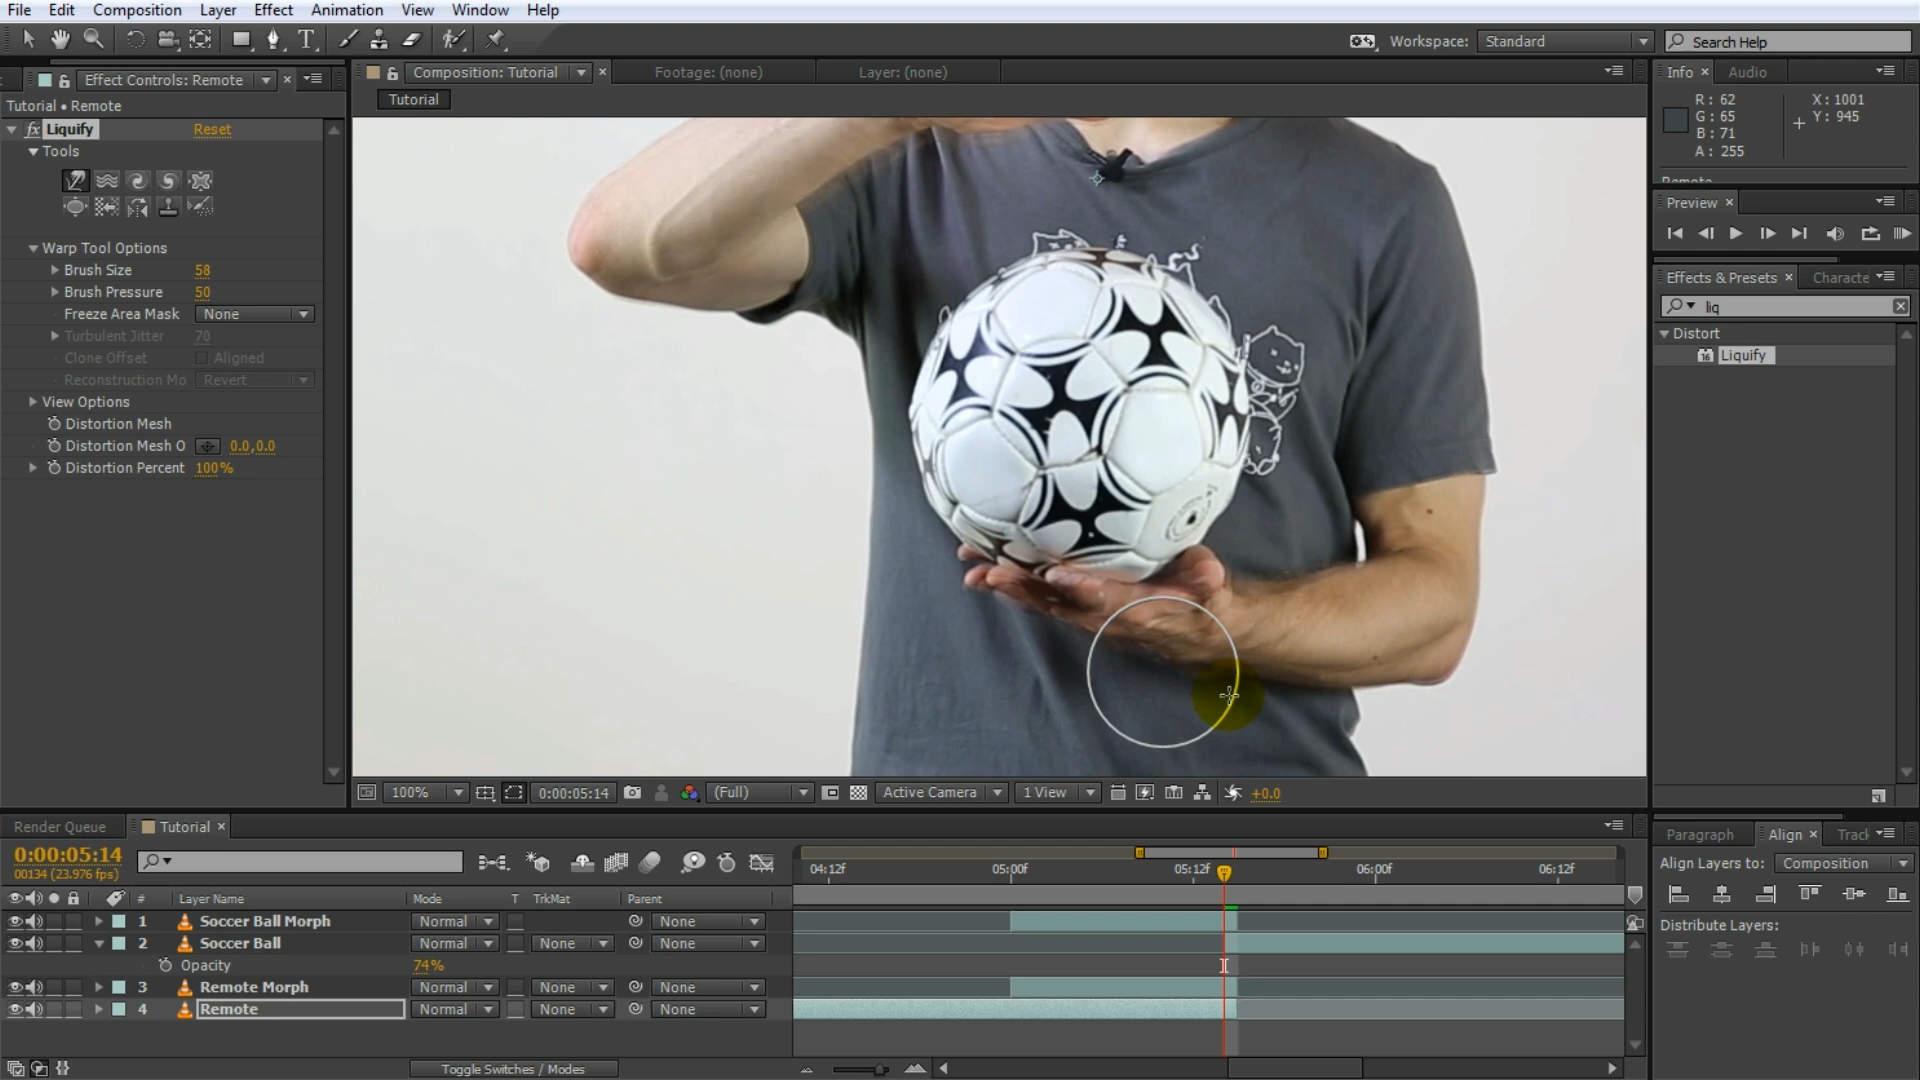 File Edit Composition Layer Effect Animation View Window Help
Workspace: Standard Search Help
Effect Controls: Remote
Composition: Tutorial Footage: (none) Layer: (none)
Info Audio
Tutorial • Remote
Tutorial
R: 62 X: 1001
G: 65 Y: 945
B: 71
A: 255
fx Liquify Reset
Tools
Preview
Warp Tool Options
Brush Size 58
Brush Pressure 50
Freeze Area Mask None
Turbulent Jitter 70
Clone Offset Aligned
Reconstruction Mo Revert
View Options
Distortion Mesh
Distortion Mesh O 0.0,0.0
Distortion Percent 100%
Effects & Presets Characte
liq
Distort
Liquify
100% 0:00:05:14 (Full) Active Camera 1 View +0.0
Render Queue Tutorial
0:00:05:14
00134 (23.976 fps)
04:12f 05:00f 05:12f 06:00f 06:12f
# Layer Name Mode T TrkMat Parent
1 Soccer Ball Morph Normal None
2 Soccer Ball Normal None None
Opacity 74%
3 Remote Morph Normal None None
4 Remote Normal None None
Toggle Switches / Modes
Paragraph Align Track
Align Layers to: Composition
Distribute Layers: